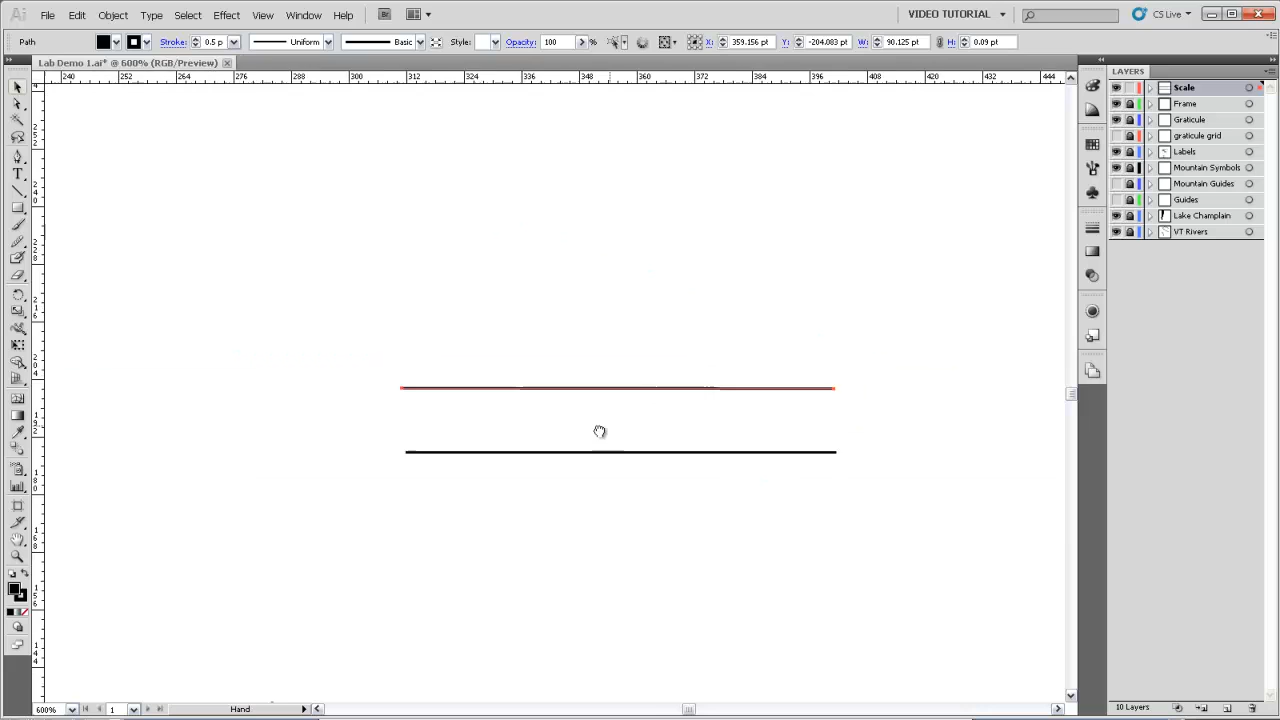 Ai File Edit Object Type Select Effect View Window Help Br VIDEO TUTORIAL CS Live
Path Stroke: 0.5 p Uniform Basic Style: Opacity: 100 % X: 359.156 pt Y: -204.083 pt W: 90.125 pt H: 0.09 pt
Lab Demo 1.ai* @ 600% (RGB/Preview)
240 252 264 276 288 300 312 324 336 348 360 372 384 396 408 420 432 444
LAYERS
Scale
Frame
Graticule
graticule grid
Labels
Mountain Symbols
Mountain Guides
Guides
Lake Champlain
VT Rivers
600% 1 Hand
10 Layers